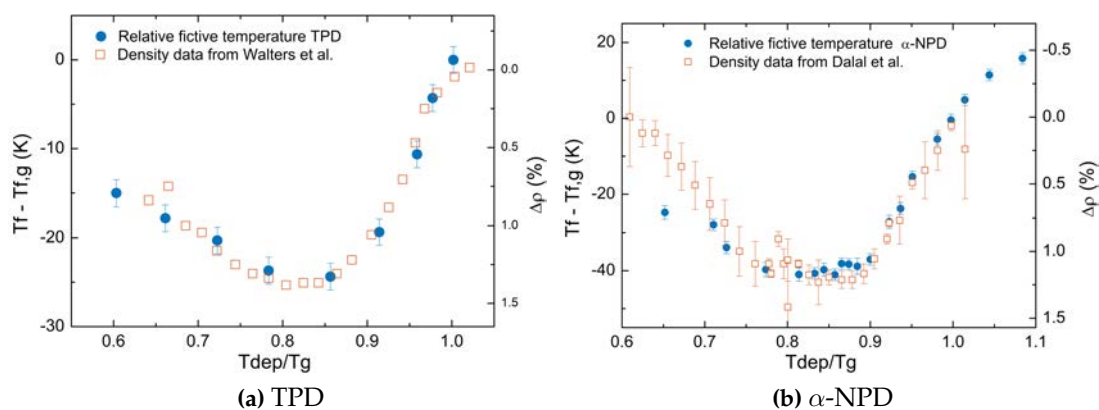 Relative fictive temperature TPD
Density data from Walters et al.
Tf - Tf,g (K)
0
-10
-20
-30
0.0
0.5
1.0
1.5
Δρ (%)
0.6 0.7 0.8 0.9 1.0
Tdep/Tg
(a) TPD
Relative fictive temperature α-NPD
Density data from Dalal et al.
Tf - Tf,g (K)
20
0
-20
-40
-0.5
0.0
0.5
1.0
1.5
Δρ (%)
0.6 0.7 0.8 0.9 1.0 1.1
Tdep/Tg
(b) α-NPD